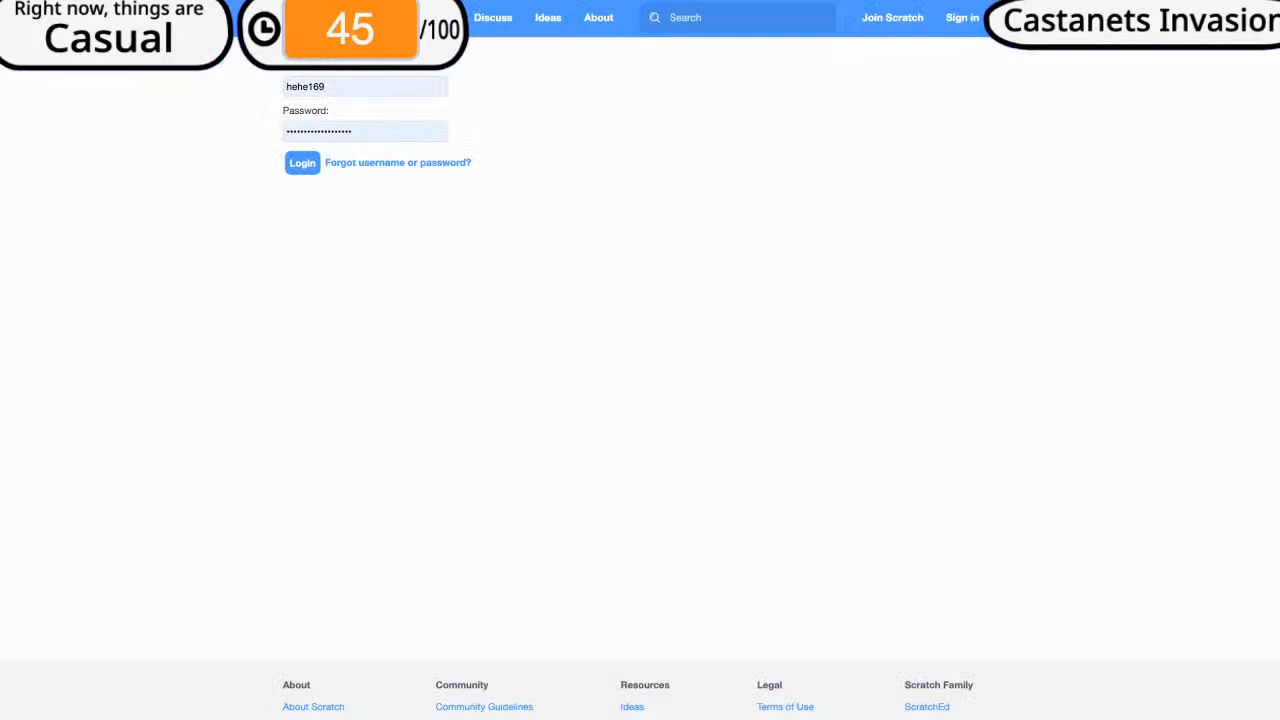 Right now, things are
Casual
45
/100
Discuss
Ideas
About
Search
Join Scratch
Sign in
Castanets Invasion
hehe169
Password:
••••••••••••••••••••
Login
Forgot username or password?
About
Community
Resources
Legal
Scratch Family
About Scratch
Community Guidelines
Ideas
Terms of Use
ScratchEd